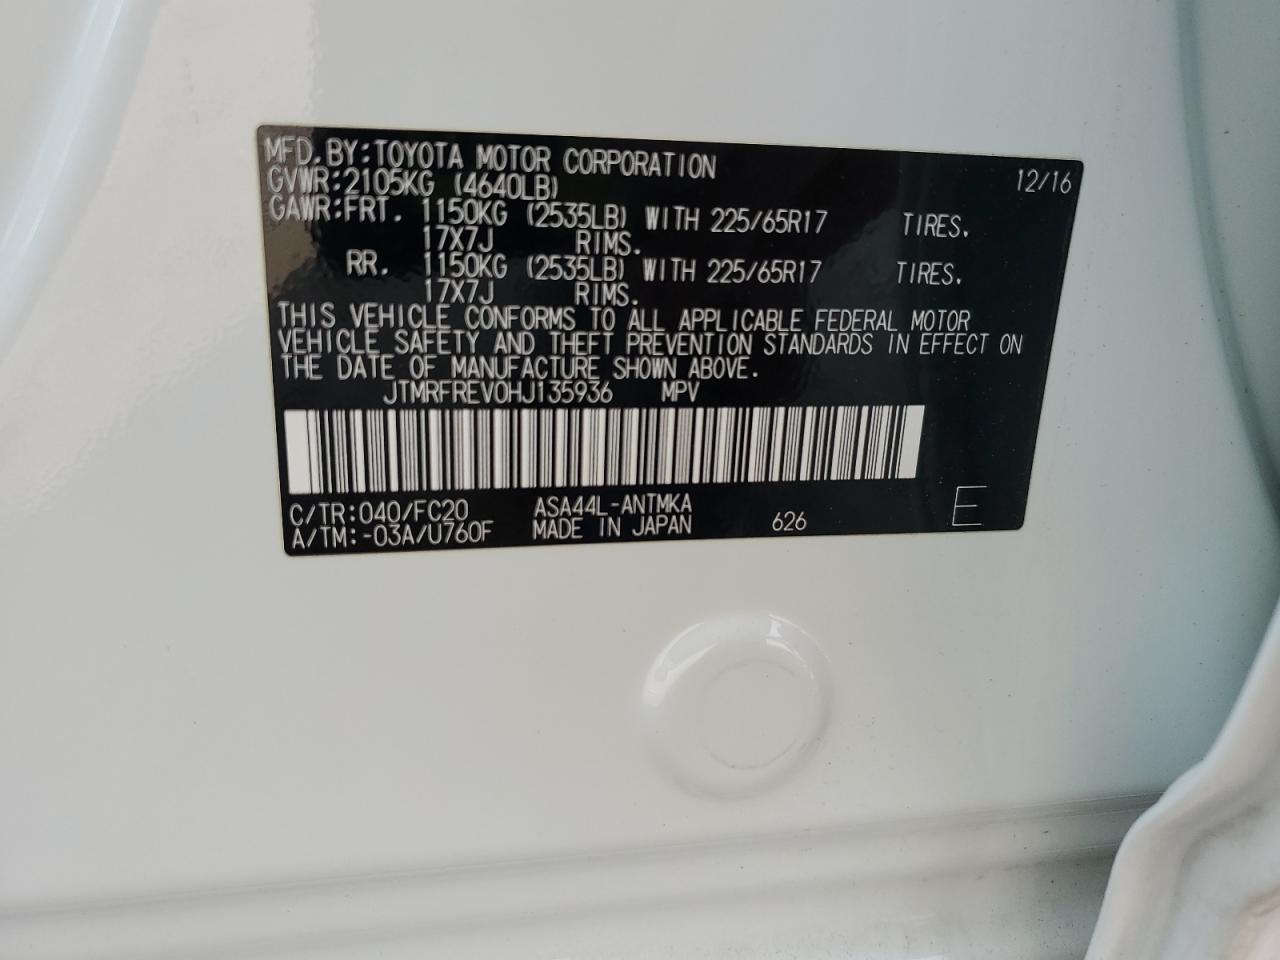 MFD.BY:TOYOTA MOTOR CORPORATION 12/16
GVWR:2105KG (4640LB)
GAWR:FRT. 1150KG (2535LB) WITH 225/65R17 TIRES.
17X7J RIMS.
RR. 1150KG (2535LB) WITH 225/65R17 TIRES.
17X7J RIMS.
THIS VEHICLE CONFORMS TO ALL APPLICABLE FEDERAL MOTOR
VEHICLE SAFETY AND THEFT PREVENTION STANDARDS IN EFFECT ON
THE DATE OF MANUFACTURE SHOWN ABOVE.
JTMRFREV0HJ135936 MPV
C/TR:040/FC20 ASA44L-ANTMKA
A/TM:-03A/U760F MADE IN JAPAN 626 E